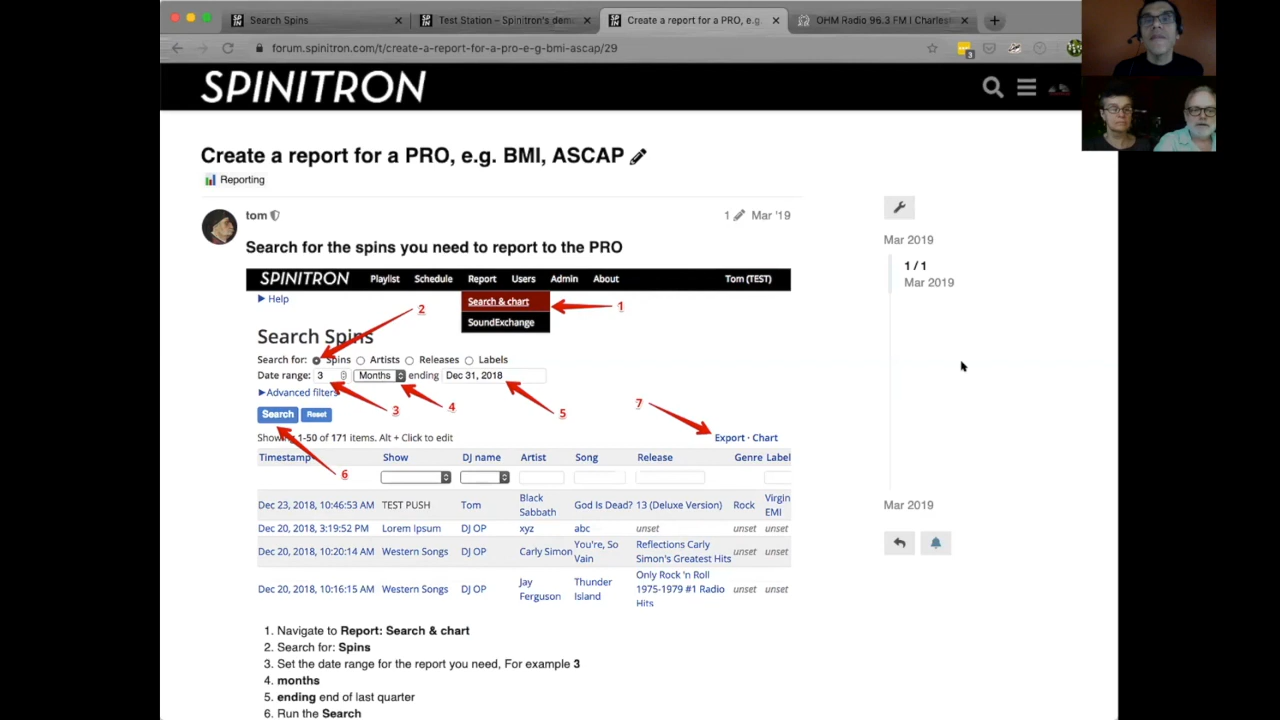 Search Spins
Test Station – Spinitron's dem
Create a report for a PRO, e.g.
OHM Radio 96.3 FM | Charlest
forum.spinitron.com/t/create-a-report-for-a-pro-e-g-bmi-ascap/29
3
SPINITRON
Create a report for a PRO, e.g. BMI, ASCAP
Reporting
tom
1 Mar '19
Search for the spins you need to report to the PRO
SPINITRON Playlist Schedule Report Users Admin About Tom (TEST)
Help
Search & chart
SoundExchange
1
2
Search Spins
Search for: Spins Artists Releases Labels
Date range: 3 Months ending Dec 31, 2018
Advanced filters
3
4
5
7
Search Reset
Export · Chart
1-50 of 171 items. Alt + Click to edit
Timestamp Show DJ name Artist Song Release Genre Label
6
Dec 23, 2018, 10:46:53 AM TEST PUSH Tom Black Sabbath God Is Dead? 13 (Deluxe Version) Rock Virgin EMI
Dec 20, 2018, 3:19:52 PM Lorem Ipsum DJ OP xyz abc unset unset unset
Dec 20, 2018, 10:20:14 AM Western Songs DJ OP Carly Simon You're, So Vain Reflections Carly Simon's Greatest Hits unset unset
Dec 20, 2018, 10:16:15 AM Western Songs DJ OP Jay Ferguson Thunder Island Only Rock 'n Roll 1975-1979 #1 Radio Hits unset unset
1. Navigate to Report: Search & chart
2. Search for: Spins
3. Set the date range for the report you need, For example 3
4. months
5. ending end of last quarter
6. Run the Search
Mar 2019
1 / 1
Mar 2019
Mar 2019